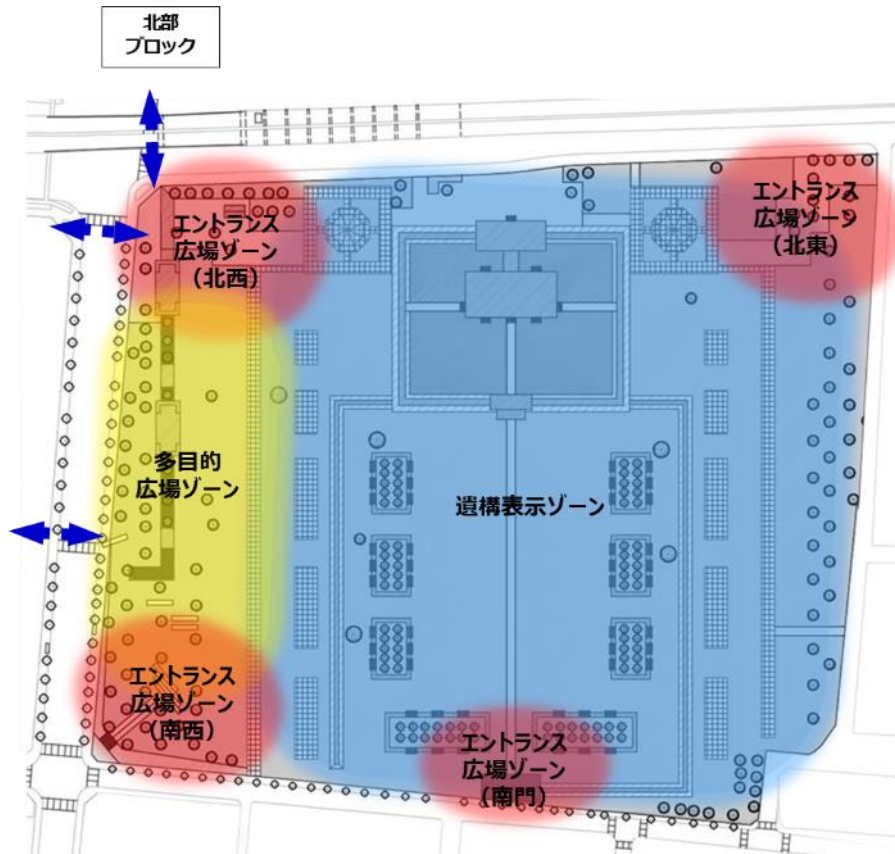 北部
ブロック
エントランス
広場ゾーン
（北西）
エントランス
広場ゾーン
（北東）
多目的
広場ゾーン
遺構表示ゾーン
エントランス
広場ゾーン
（南西）
エントランス
広場ゾーン
（南門）